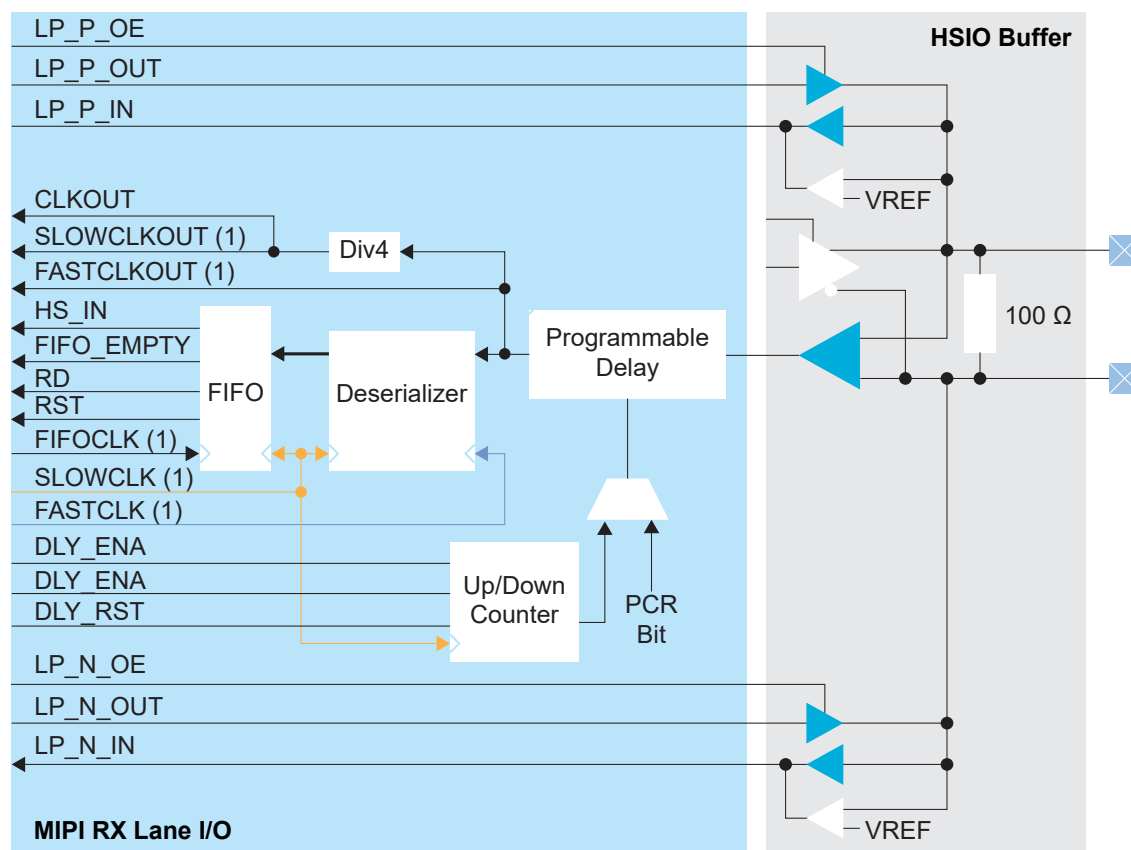 LP_P_OE
HSIO Buffer
LP_P_OUT
LP_P_IN
VREF
CLKOUT
SLOWCLKOUT (1)
Div4
FASTCLKOUT (1)
HS_IN
100 Ω
Programmable
Delay
FIFO_EMPTY
RD
FIFO
Deserializer
RST
FIFOCLK (1)
SLOWCLK (1)
FASTCLK (1)
DLY_ENA
DLY_ENA
Up/Down
Counter
DLY_RST
PCR
Bit
LP_N_OE
LP_N_OUT
LP_N_IN
VREF
MIPI RX Lane I/O